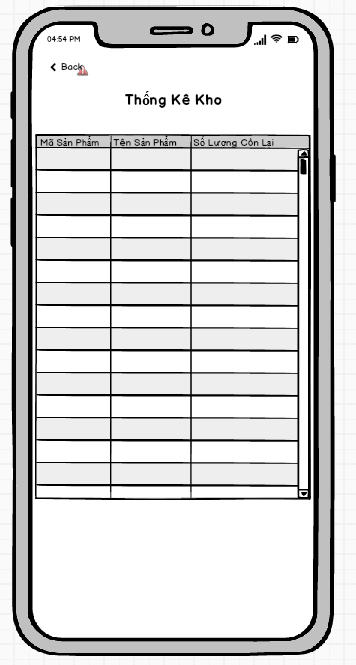 04:54 PM
Back
Thống Kê Kho
Mã Sản Phẩm Tên Sản Phẩm Số Lượng Còn Lại